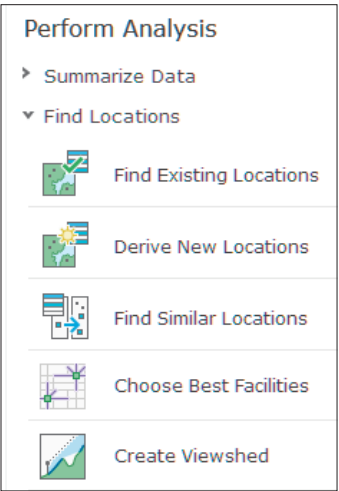 Perform Analysis
Summarize Data
Find Locations
Find Existing Locations
Derive New Locations
Find Similar Locations
Choose Best Facilities
Create Viewshed